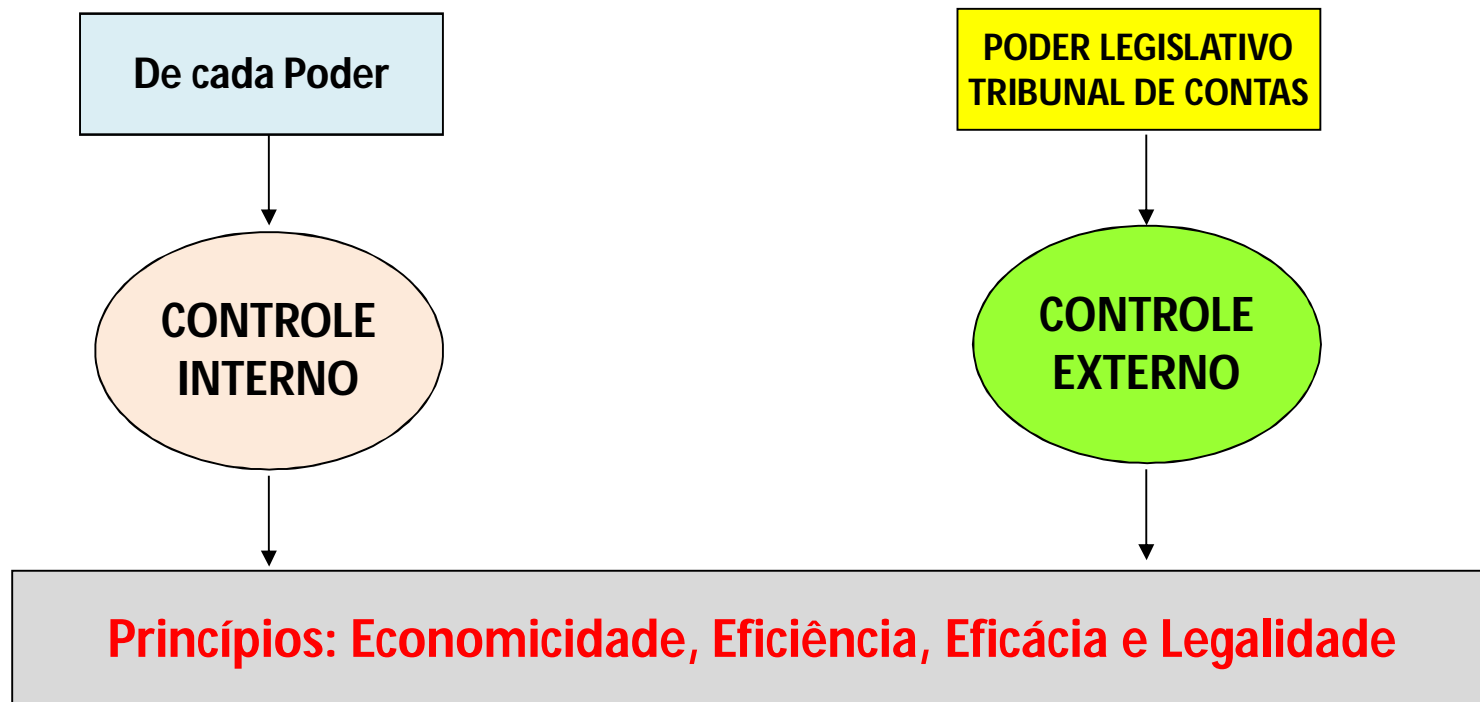 De cada Poder
PODER LEGISLATIVO
TRIBUNAL DE CONTAS
CONTROLE
INTERNO
CONTROLE
EXTERNO
Princípios: Economicidade, Eficiência, Eficácia e Legalidade